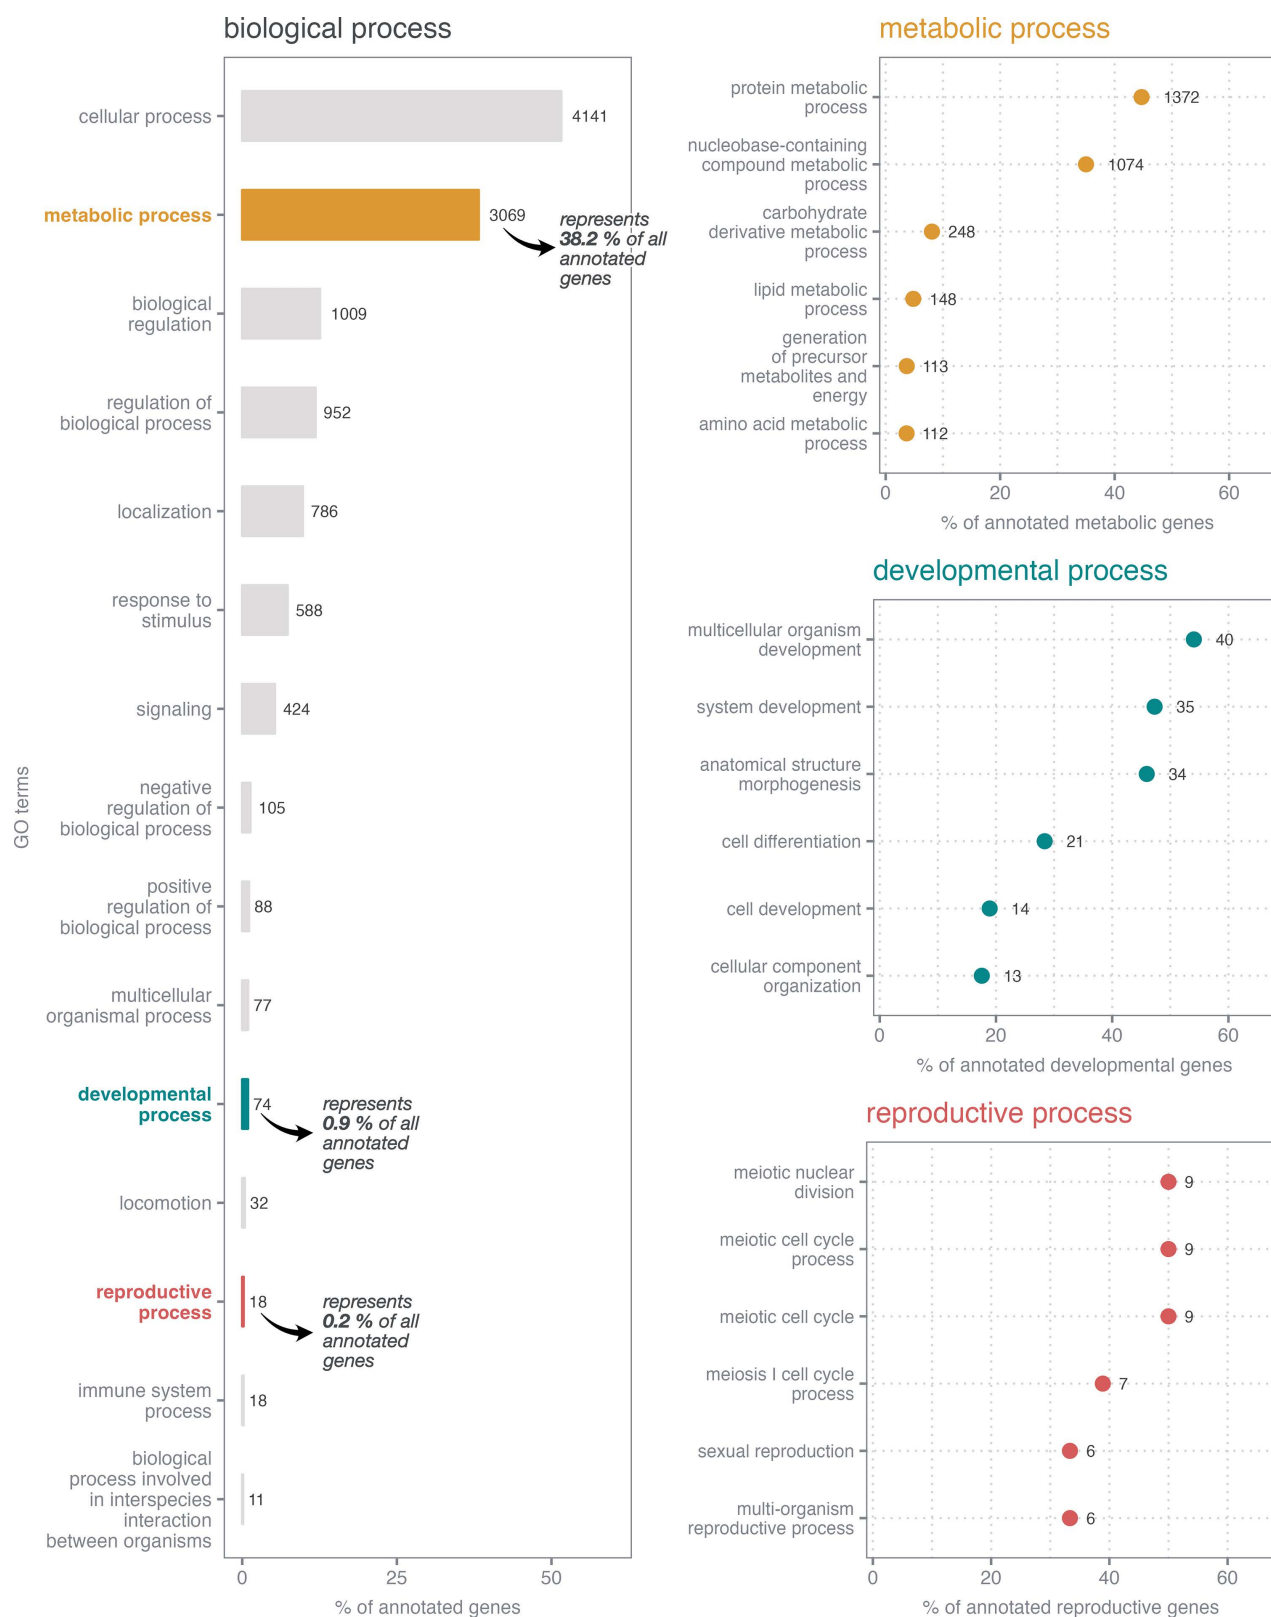 biological process
GO terms
cellular process
4141
metabolic process
3069
represents
38.2 % of all
annotated
genes
biological
regulation
1009
regulation of
biological process
952
localization
786
response to
stimulus
588
signaling
424
negative
regulation of
biological process
105
positive
regulation of
biological process
88
multicellular
organismal process
77
developmental
process
74
represents
0.9 % of all
annotated
genes
locomotion
32
reproductive
process
18
represents
0.2 % of all
annotated
genes
immune system
process
18
biological
process involved
in interspecies
interaction
between organisms
11
0 25 50
% of annotated genes
metabolic process
protein metabolic
process
1372
nucleobase-containing
compound metabolic
process
1074
carbohydrate
derivative metabolic
process
248
lipid metabolic
process
148
generation
of precursor
metabolites and
energy
113
amino acid metabolic
process
112
0 20 40 60
% of annotated metabolic genes
developmental process
multicellular organism
development
40
system development
35
anatomical structure
morphogenesis
34
cell differentiation
21
cell development
14
cellular component
organization
13
0 20 40 60
% of annotated developmental genes
reproductive process
meiotic nuclear
division
9
meiotic cell cycle
process
9
meiotic cell cycle
9
meiosis I cell cycle
process
7
sexual reproduction
6
multi-organism
reproductive process
6
0 20 40 60
% of annotated reproductive genes